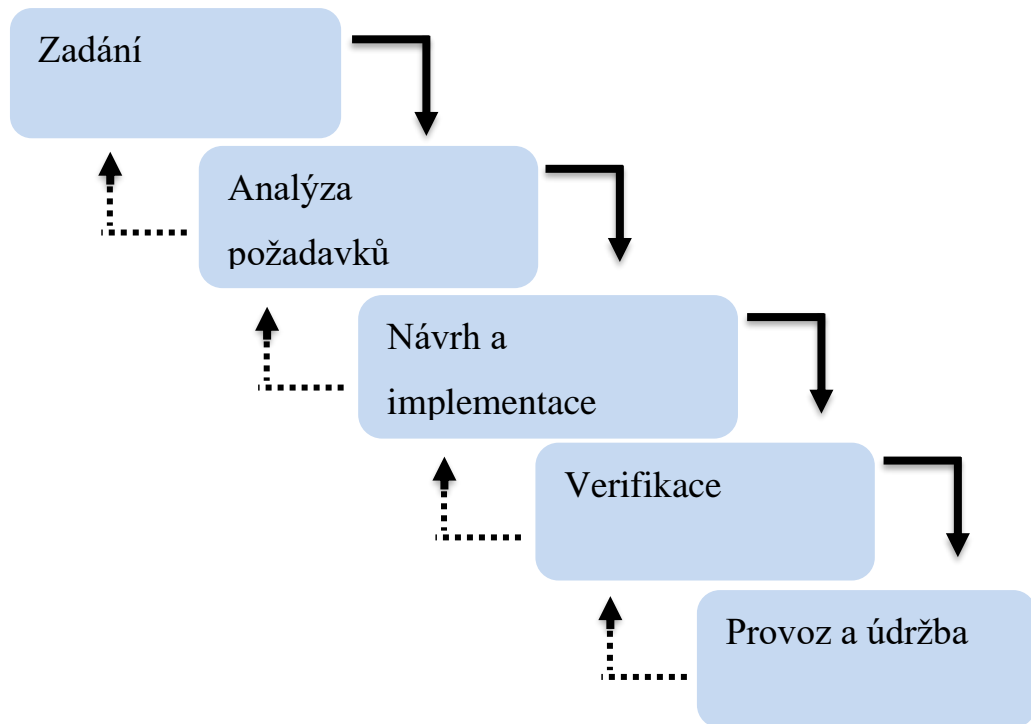 Zadání
Analýza
požadavků
Návrh a
implementace
Verifikace
Provoz a údržba